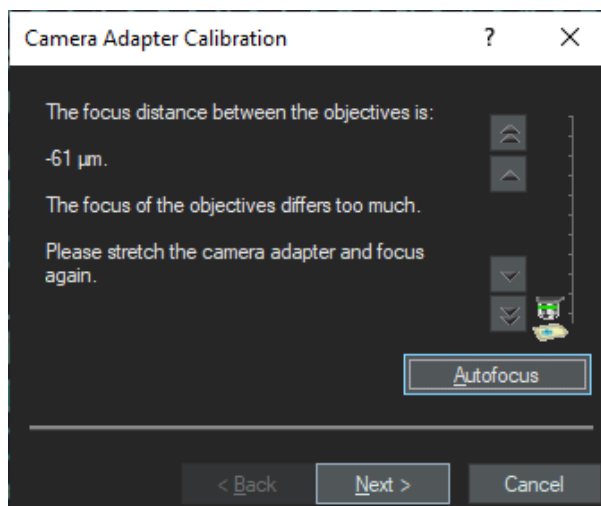 Camera Adapter Calibration
?
The focus distance between the objectives is:
-61 µm.
The focus of the objectives differs too much.
Please stretch the camera adapter and focus
again.
Autofocus
< Back
Next >
Cancel